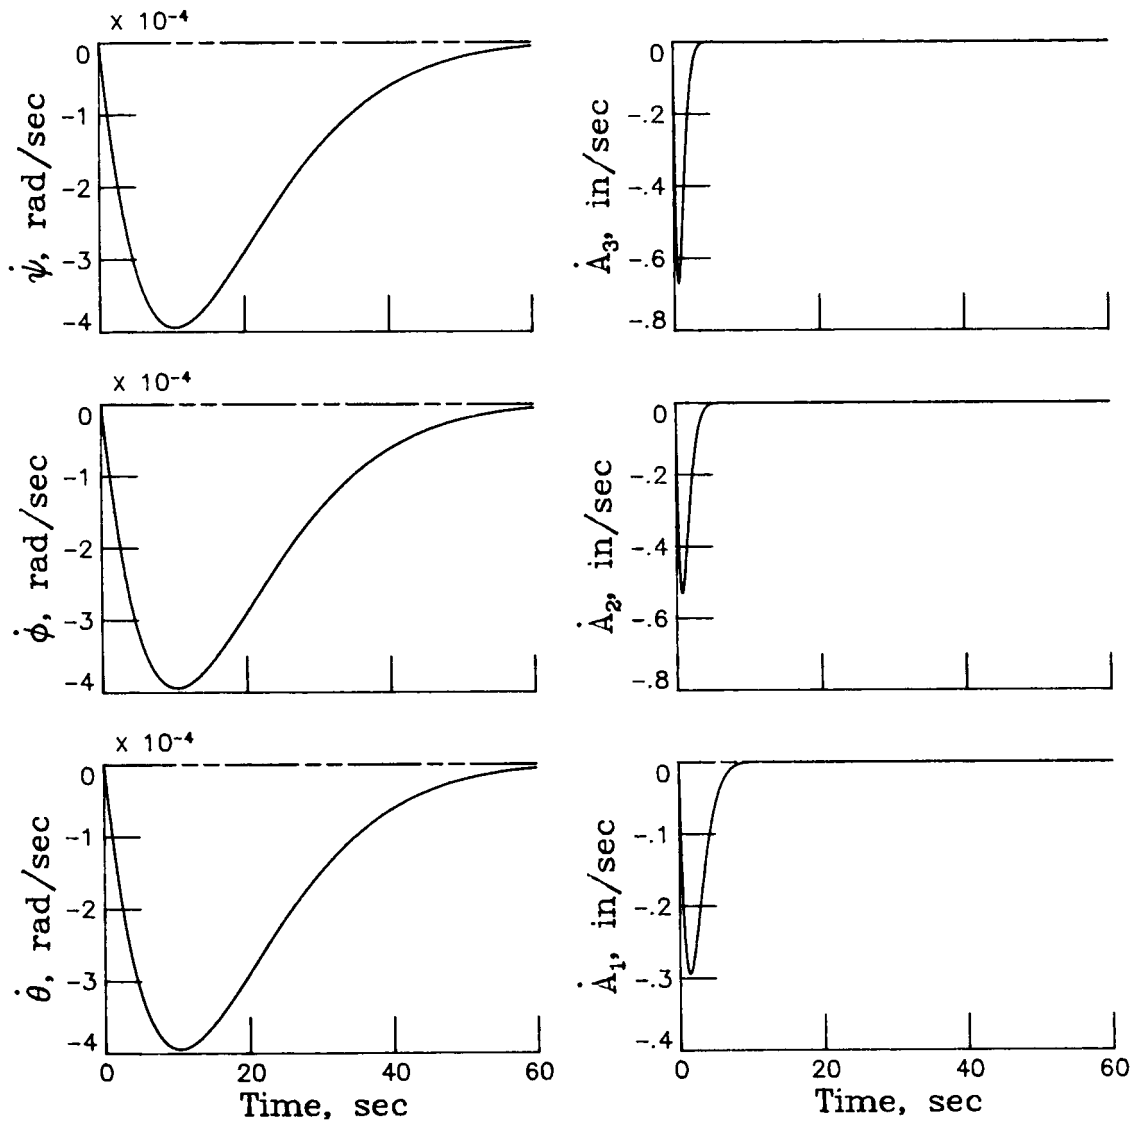 x 10⁻⁴
0
-1
-2
-3
-4
ψ̇, rad/sec
0
-.2
-.4
-.6
-.8
Ȧ₃, in/sec
x 10⁻⁴
0
-1
-2
-3
-4
ϕ̇, rad/sec
0
-.2
-.4
-.6
-.8
Ȧ₂, in/sec
x 10⁻⁴
0
-1
-2
-3
-4
θ̇, rad/sec
0 20 40 60
Time, sec
0
-.1
-.2
-.3
-.4
Ȧ₁, in/sec
0 20 40 60
Time, sec